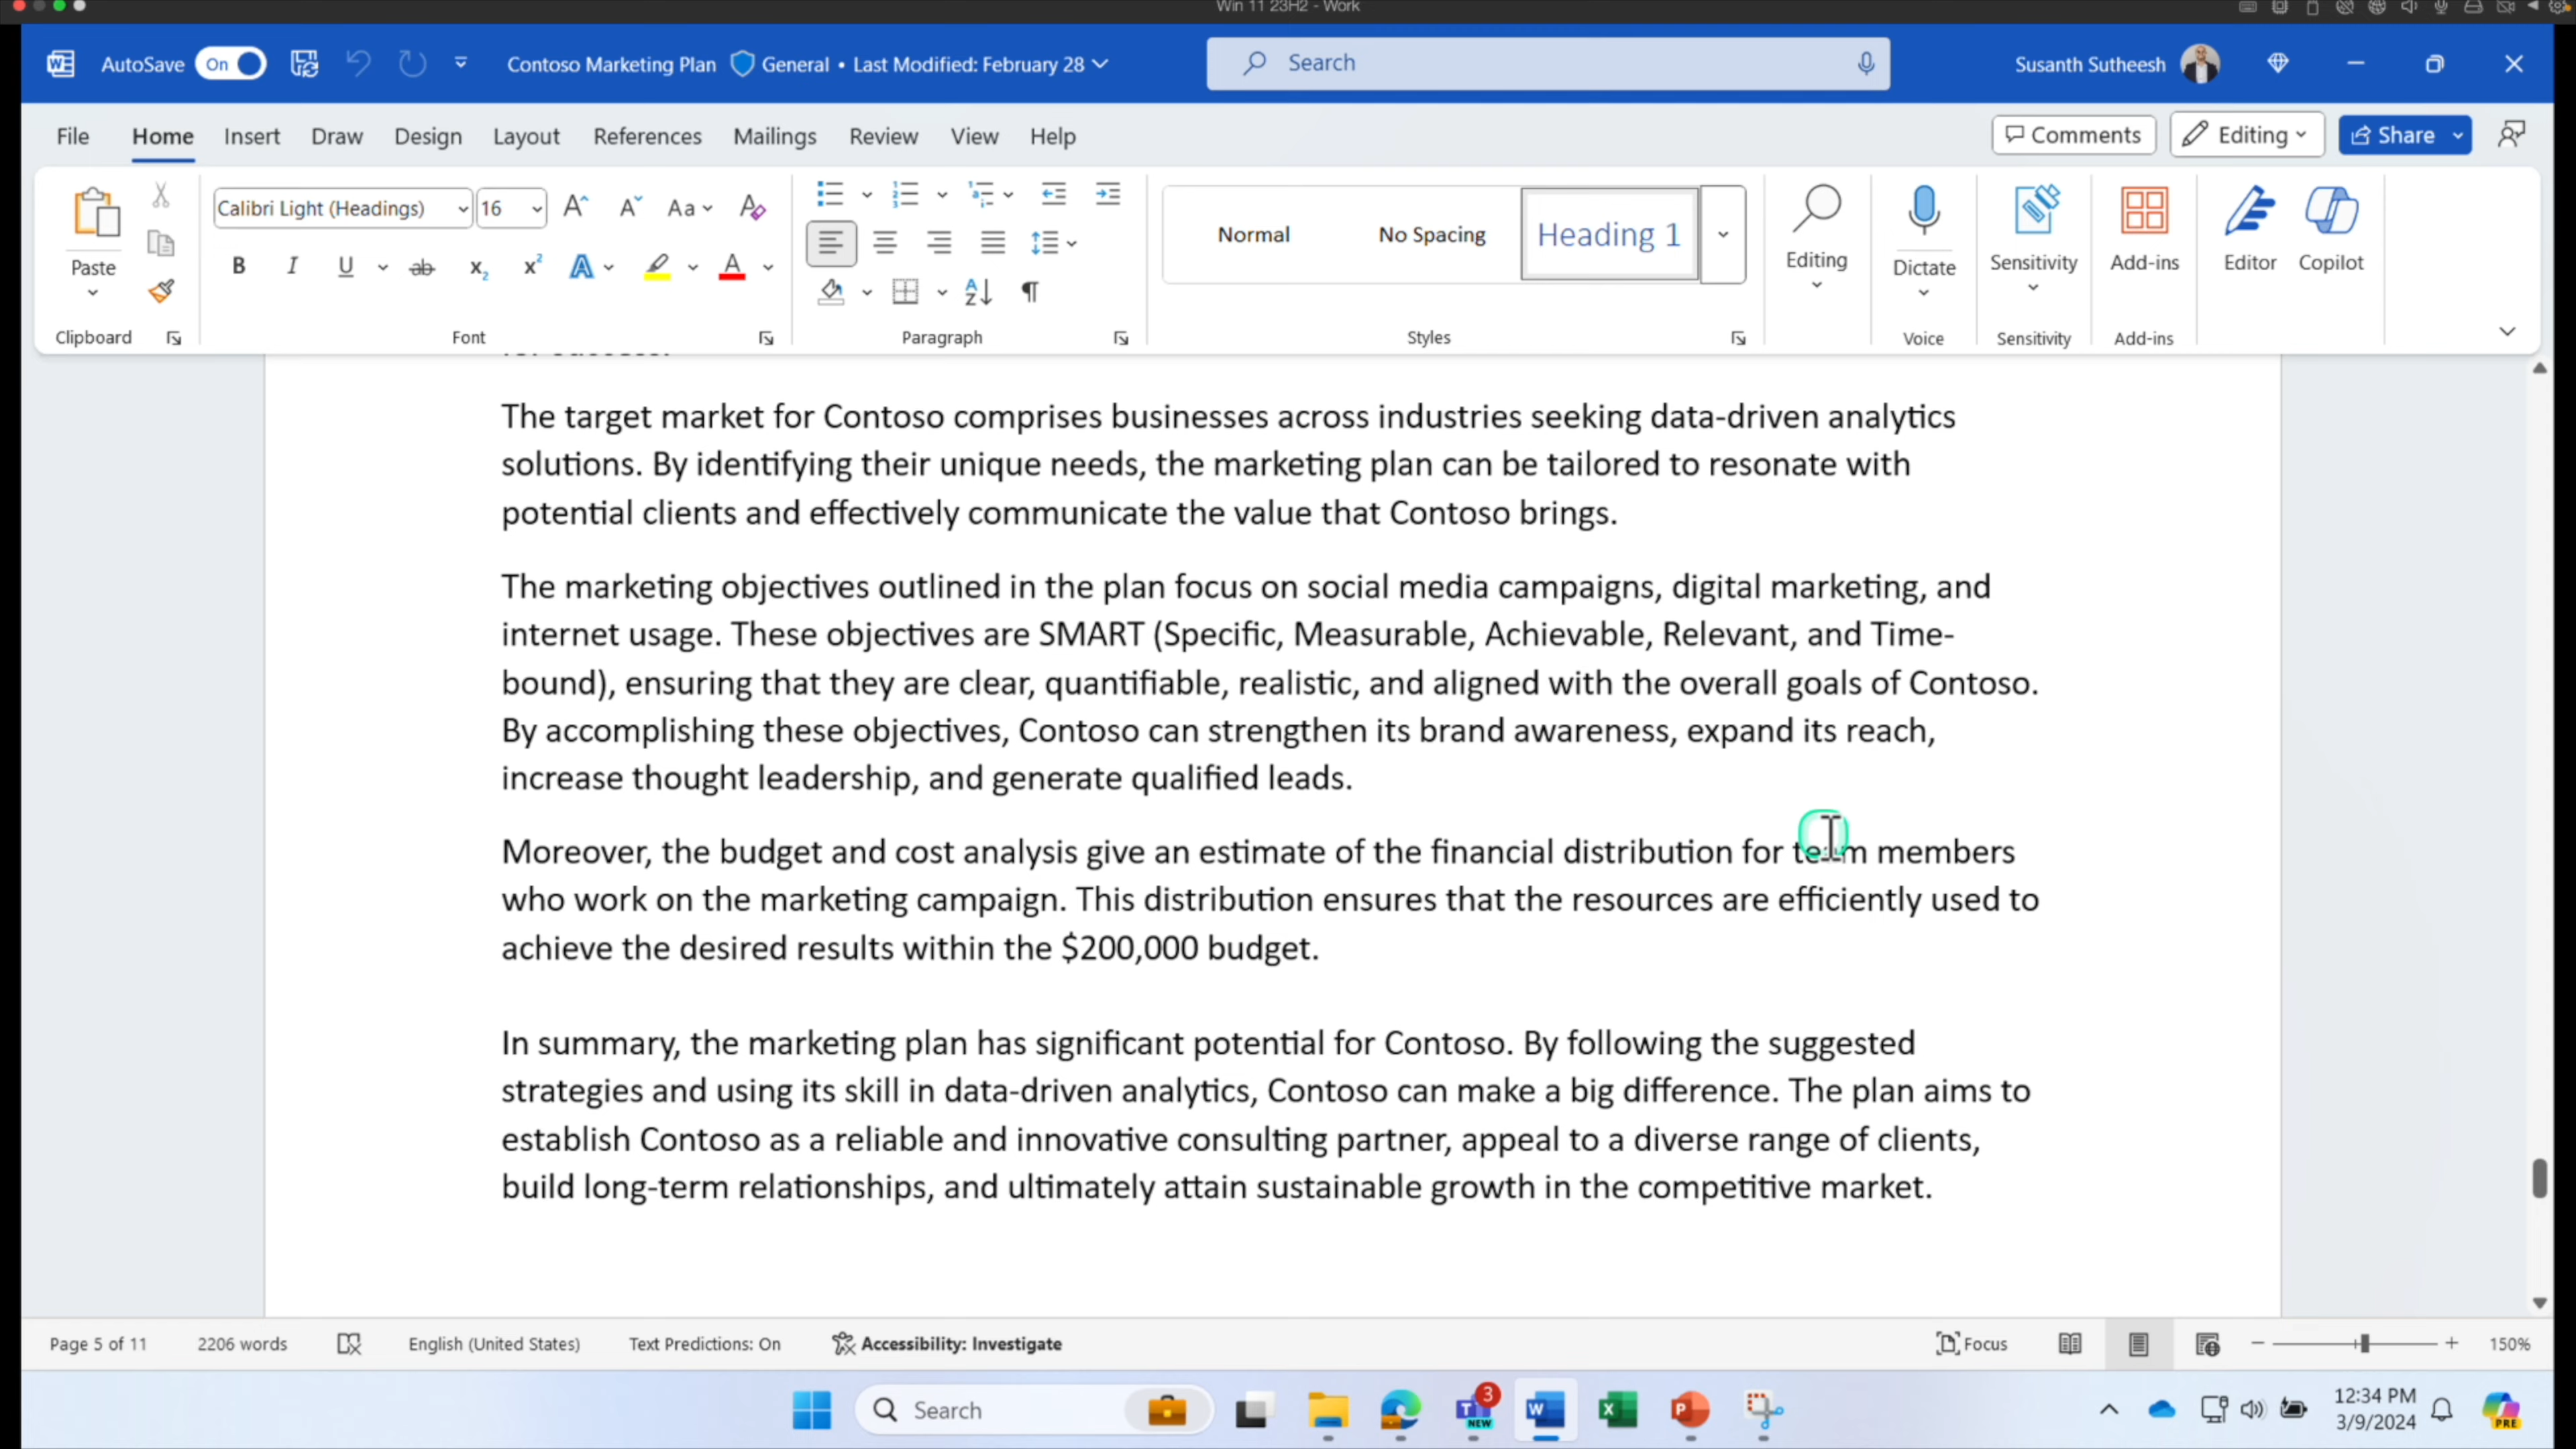 Win 11 23H2 - Work
AutoSave On Contoso Marketing Plan General • Last Modified: February 28 Search Susanth Sutheesh
File Home Insert Draw Design Layout References Mailings Review View Help Comments Editing Share
Calibri Light (Headings) 16 Normal No Spacing Heading 1
Paste Editing Dictate Sensitivity Add-ins Editor Copilot
Clipboard Font Paragraph Styles Voice Sensitivity Add-ins
The target market for Contoso comprises businesses across industries seeking data-driven analytics
solutions. By identifying their unique needs, the marketing plan can be tailored to resonate with
potential clients and effectively communicate the value that Contoso brings.
The marketing objectives outlined in the plan focus on social media campaigns, digital marketing, and
internet usage. These objectives are SMART (Specific, Measurable, Achievable, Relevant, and Time-
bound), ensuring that they are clear, quantifiable, realistic, and aligned with the overall goals of Contoso.
By accomplishing these objectives, Contoso can strengthen its brand awareness, expand its reach,
increase thought leadership, and generate qualified leads.
Moreover, the budget and cost analysis give an estimate of the financial distribution for team members
who work on the marketing campaign. This distribution ensures that the resources are efficiently used to
achieve the desired results within the $200,000 budget.
In summary, the marketing plan has significant potential for Contoso. By following the suggested
strategies and using its skill in data-driven analytics, Contoso can make a big difference. The plan aims to
establish Contoso as a reliable and innovative consulting partner, appeal to a diverse range of clients,
build long-term relationships, and ultimately attain sustainable growth in the competitive market.
Page 5 of 11 2206 words English (United States) Text Predictions: On Accessibility: Investigate Focus 150%
Search 3 NEW 12:34 PM
3/9/2024 PRE